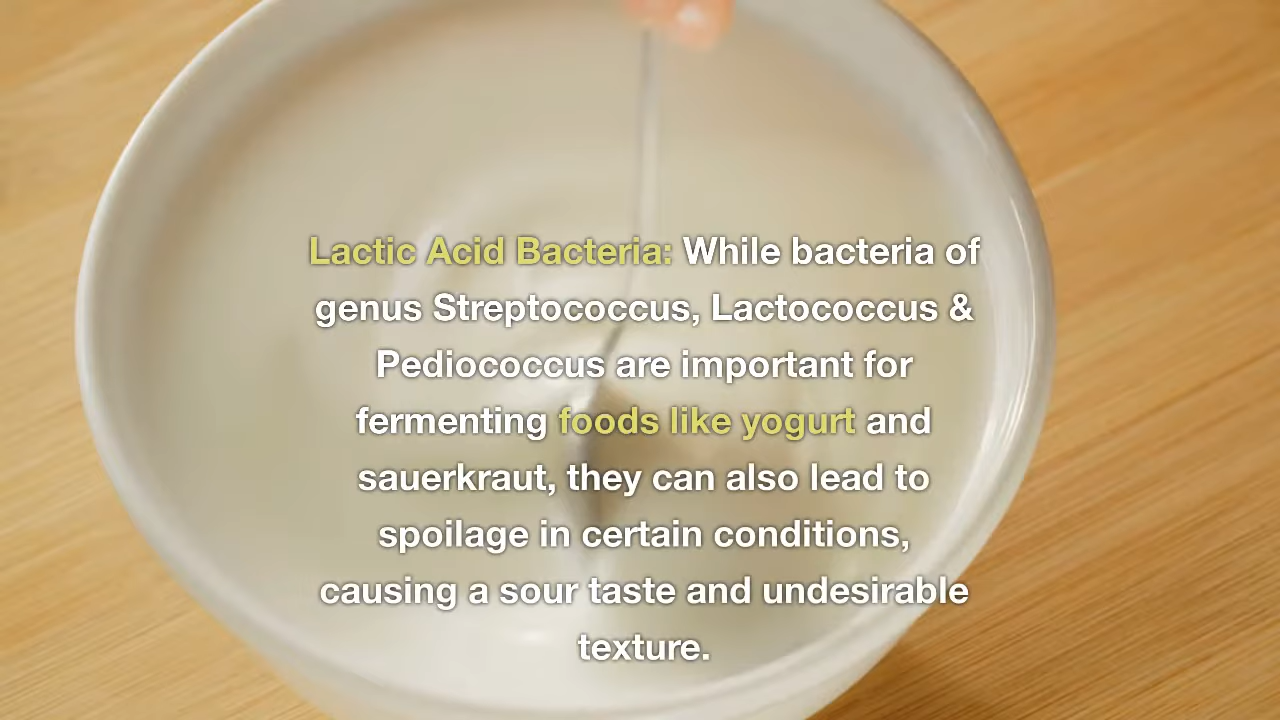 Lactic Acid Bacteria: While bacteria of
genus Streptococcus, Lactococcus &
Pediococcus are important for
fermenting foods like yogurt and
sauerkraut, they can also lead to
spoilage in certain conditions,
causing a sour taste and undesirable
texture.